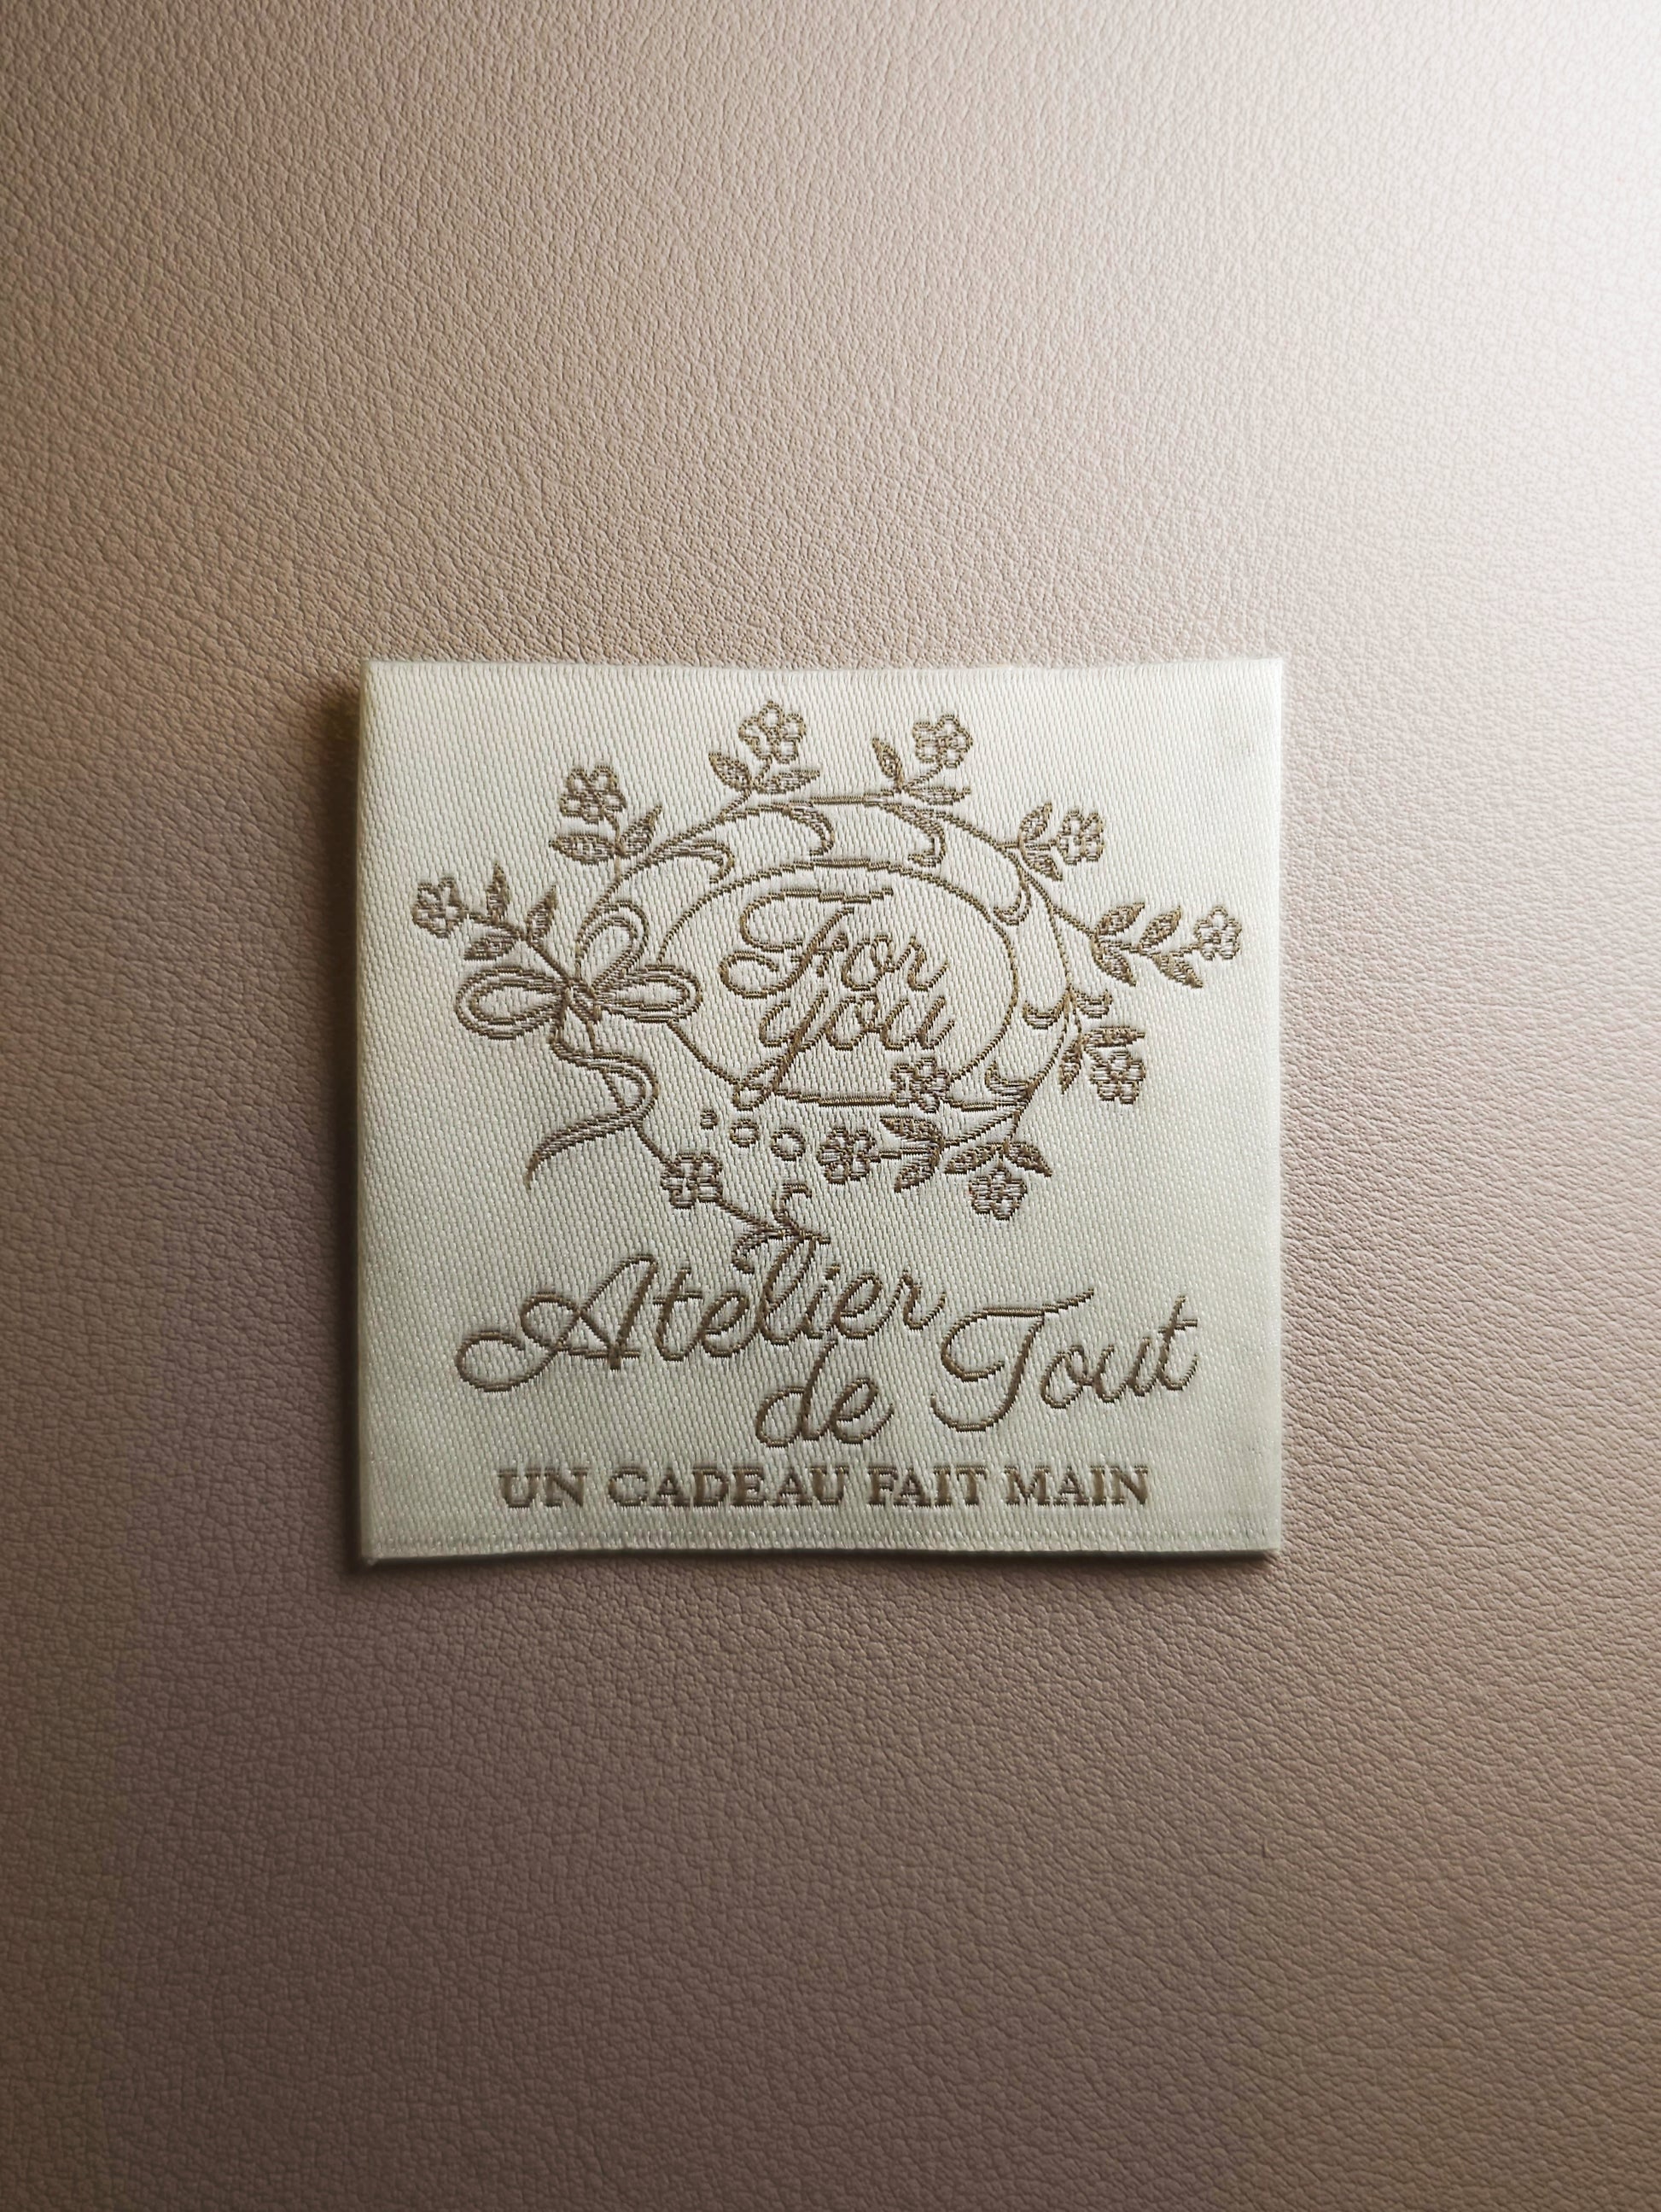 For
you
Atelier
de Tout
UN CADEAU FAIT MAIN